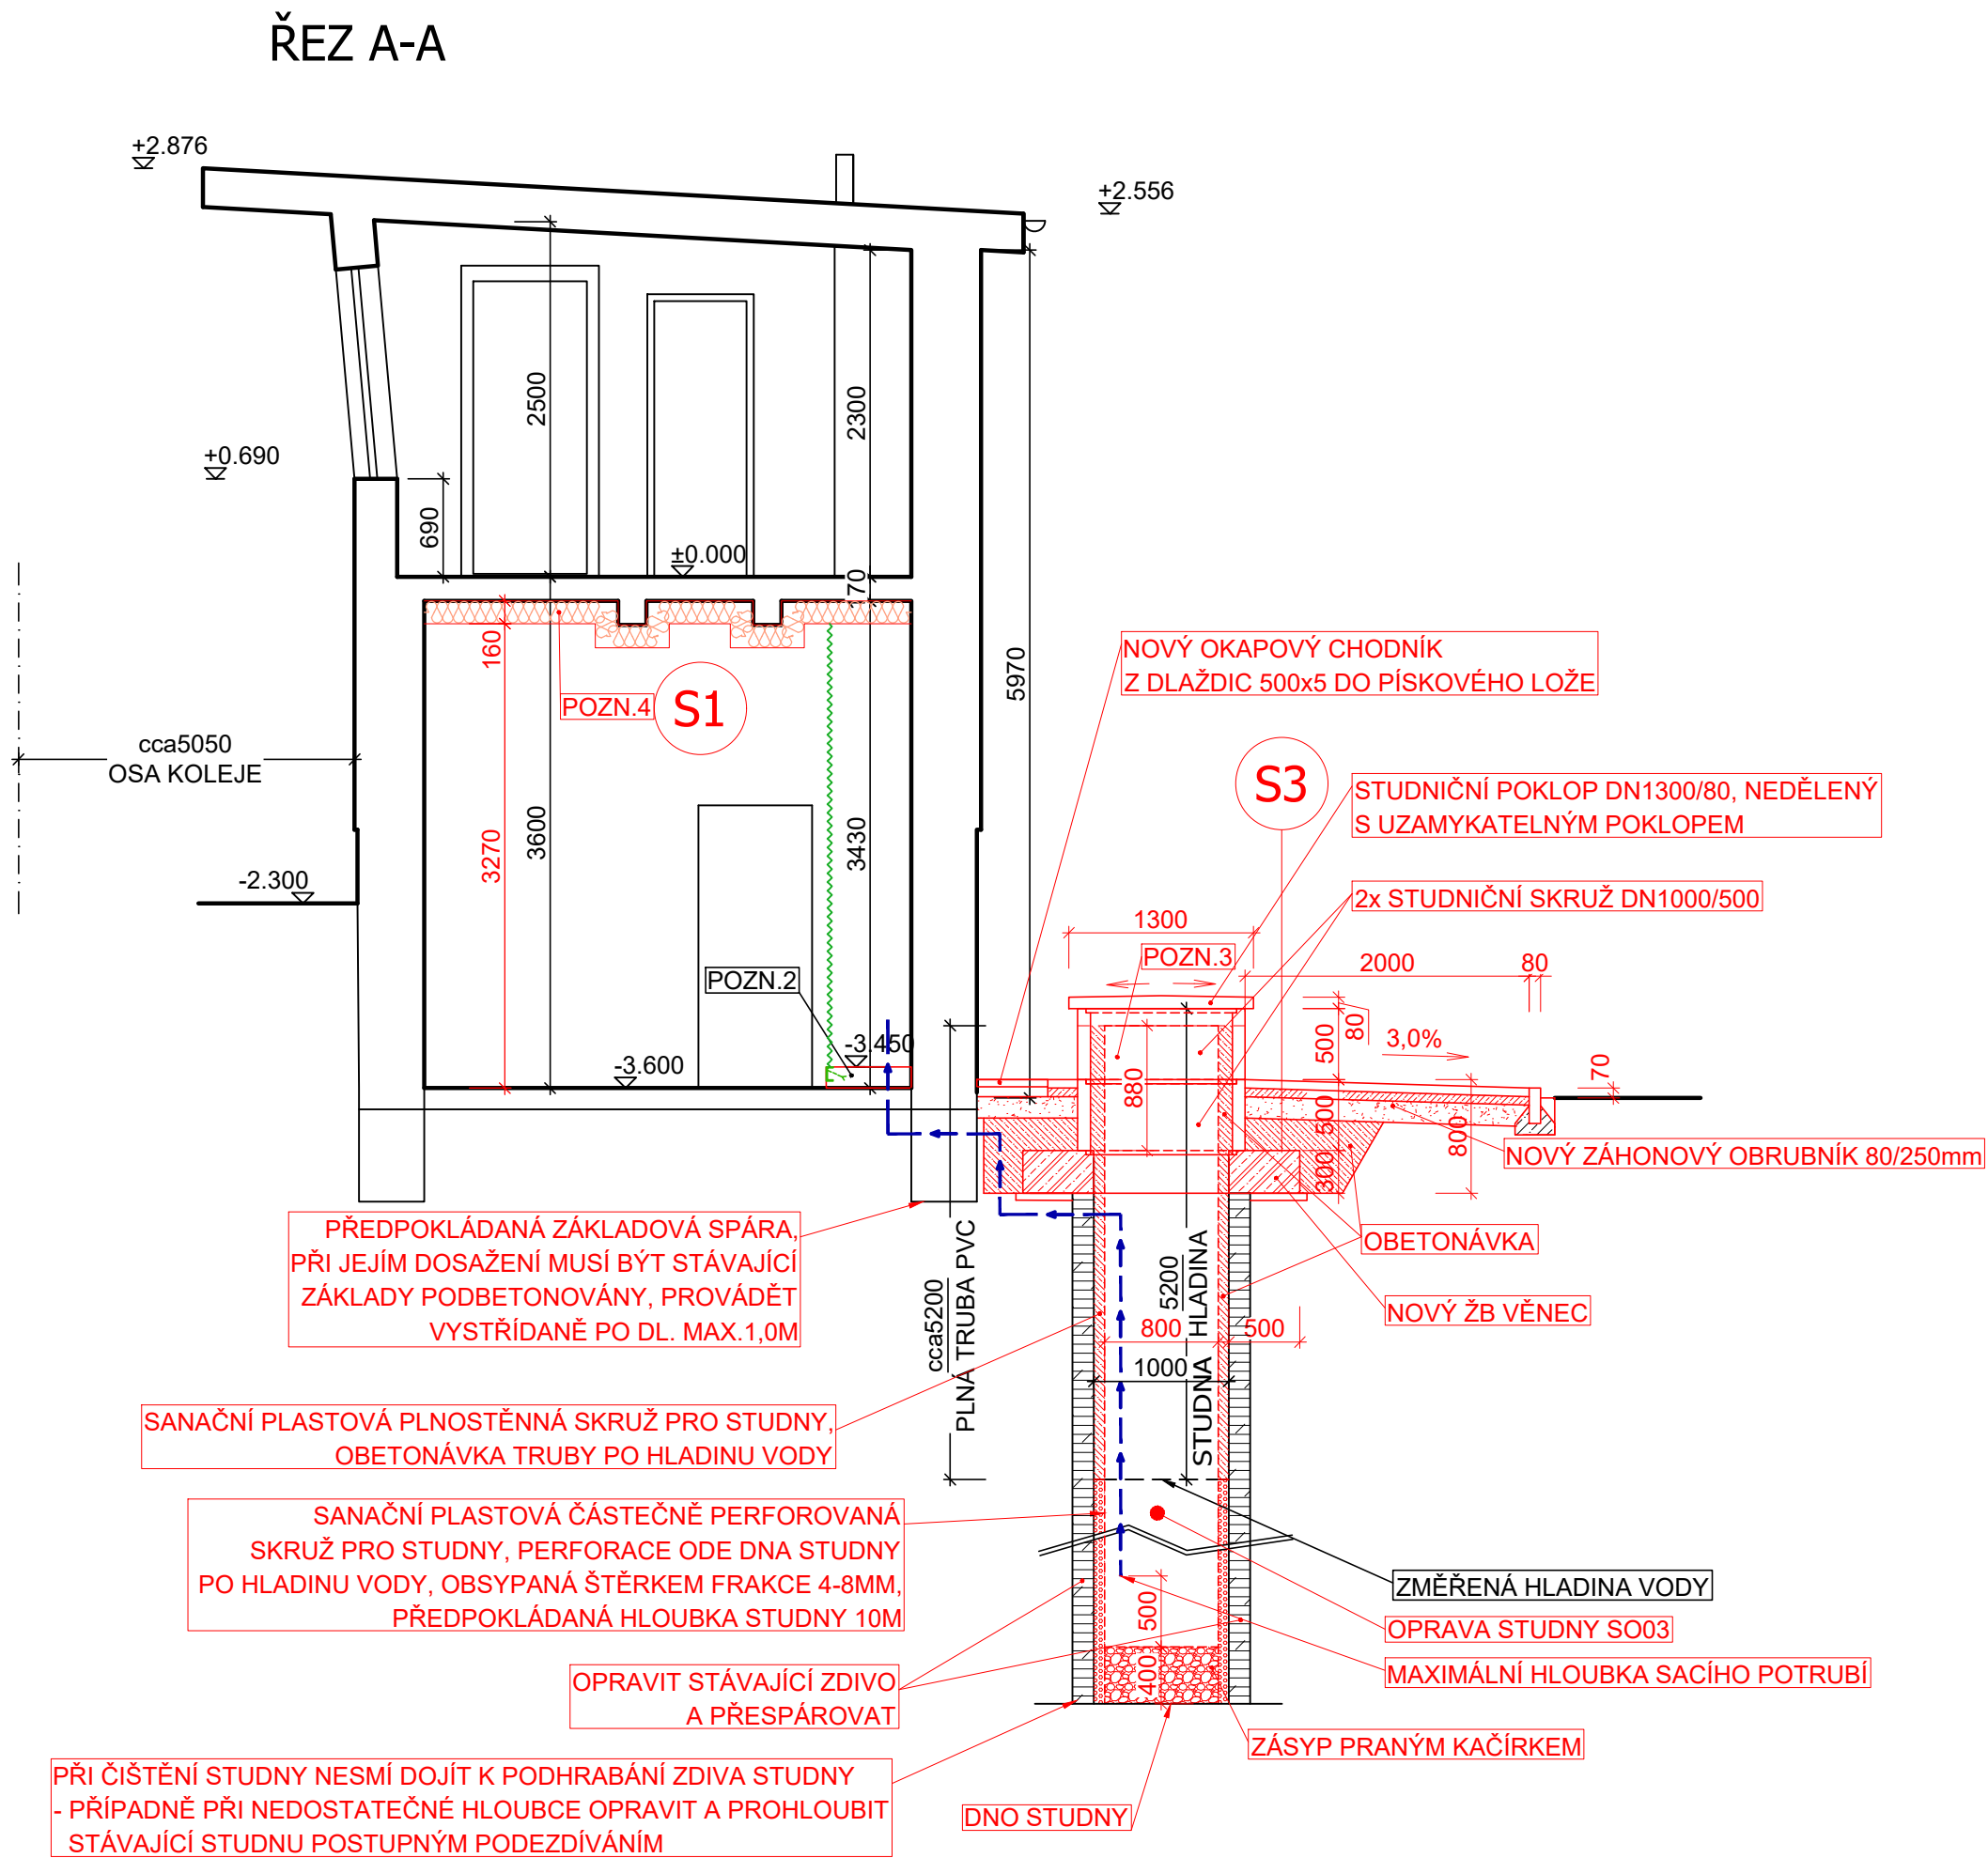 ŘEZ A-A
+2.876
+2.556
2500
2300
+0.690
690
±0.000
170
160
POZN.4
S1
5970
NOVÝ OKAPOVÝ CHODNÍK
Z DLAŽDIC 500x5 DO PÍSKOVÉHO LOŽE
cca5050
OSA KOLEJE
S3
STUDNIČNÍ POKLOP DN1300/80, NEDĚLENÝ
S UZAMYKATELNÝM POKLOPEM
3270
3600
3430
-2.300
2x STUDNIČNÍ SKRUŽ DN1000/500
1300
POZN.3
2000
80
POZN.2
-3.450
-3.600
500
80
3,0%
70
880
500
800
300
NOVÝ ZÁHONOVÝ OBRUBNÍK 80/250mm
PŘEDPOKLÁDANÁ ZÁKLADOVÁ SPÁRA,
PŘI JEJÍM DOSAŽENÍ MUSÍ BÝT STÁVAJÍCÍ
ZÁKLADY PODBETONOVÁNY, PROVÁDĚT
VYSTŘÍDANĚ PO DL. MAX.1,0M
OBETONÁVKA
NOVÝ ŽB VĚNEC
cca5200
PLNÁ TRUBA PVC
5200
STUDNA HLADINA
800
500
1000
SANAČNÍ PLASTOVÁ PLNOSTĚNNÁ SKRUŽ PRO STUDNY,
OBETONÁVKA TRUBY PO HLADINU VODY
SANAČNÍ PLASTOVÁ ČÁSTEČNĚ PERFOROVANÁ
SKRUŽ PRO STUDNY, PERFORACE ODE DNA STUDNY
PO HLADINU VODY, OBSYPANÁ ŠTĚRKEM FRAKCE 4-8MM,
PŘEDPOKLÁDANÁ HLOUBKA STUDNY 10M
ZMĚŘENÁ HLADINA VODY
OPRAVA STUDNY SO03
500
400
MAXIMÁLNÍ HLOUBKA SACÍHO POTRUBÍ
OPRAVIT STÁVAJÍCÍ ZDIVO
A PŘESPÁROVAT
ZÁSYP PRANÝM KAČÍRKEM
PŘI ČIŠTĚNÍ STUDNY NESMÍ DOJÍT K PODHRABÁNÍ ZDIVA STUDNY
- PŘÍPADNĚ PŘI NEDOSTATEČNÉ HLOUBCE OPRAVIT A PROHLOUBIT
STÁVAJÍCÍ STUDNU POSTUPNÝM PODEZDÍVÁNÍM
DNO STUDNY